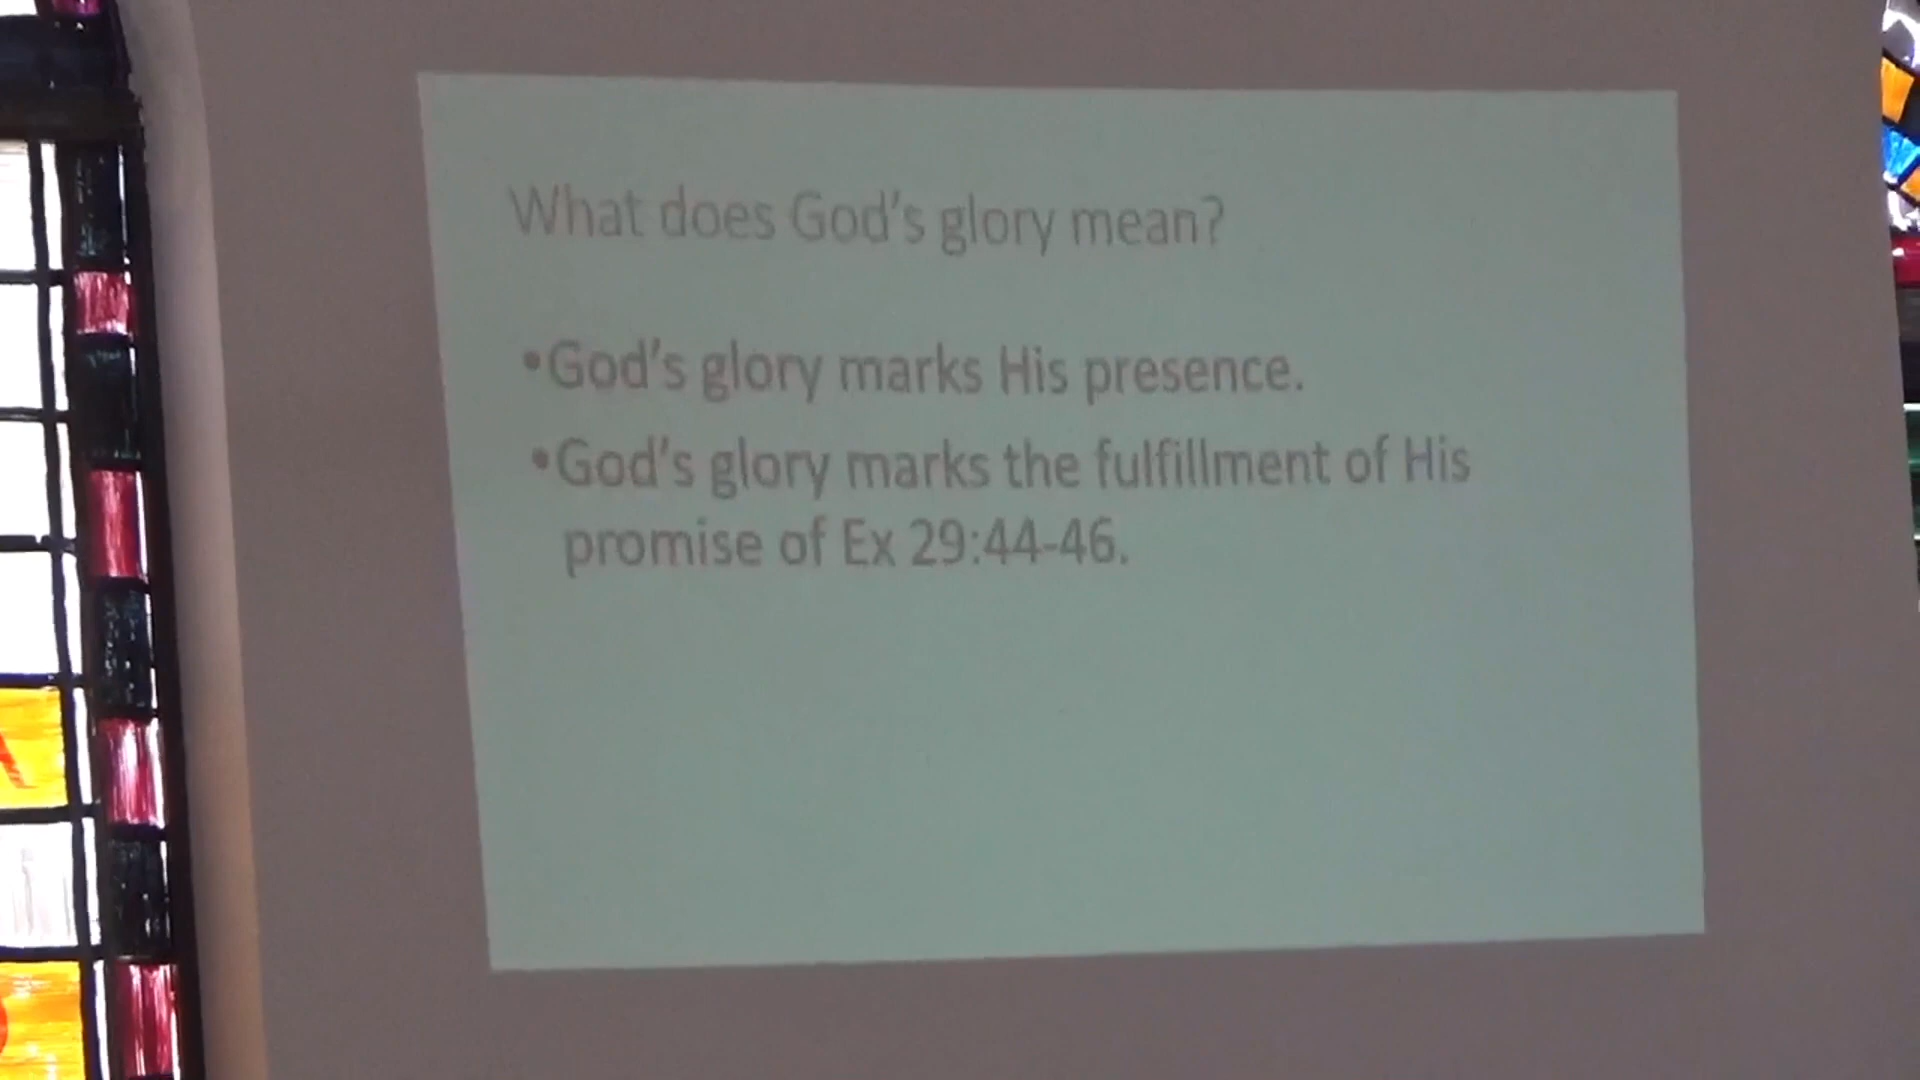 What does God's glory mean?
•God's glory marks His presence.
•God's glory marks the fulfillment of His
promise of Ex 29:44-46.